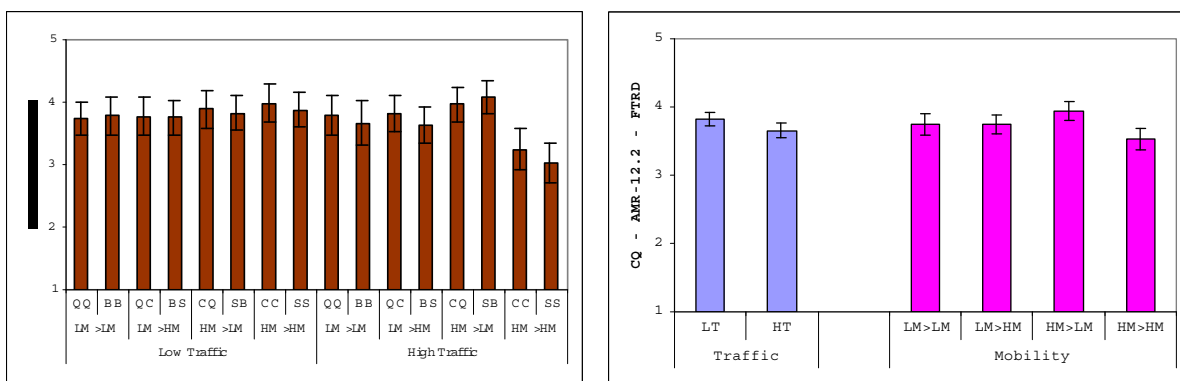 5
4
3
2
1
QQ BB QC BS CQ SB CC SS QQ BB QC BS CQ SB CC SS
LM >LM LM >HM HM >LM HM >HM LM >LM LM >HM HM >LM HM >HM
Low Traffic High Traffic
CQ - AMR-12.2 - FTRD
5
4
3
2
1
LT HT LM>LM LM>HM HM>LM HM>HM
Traffic Mobility